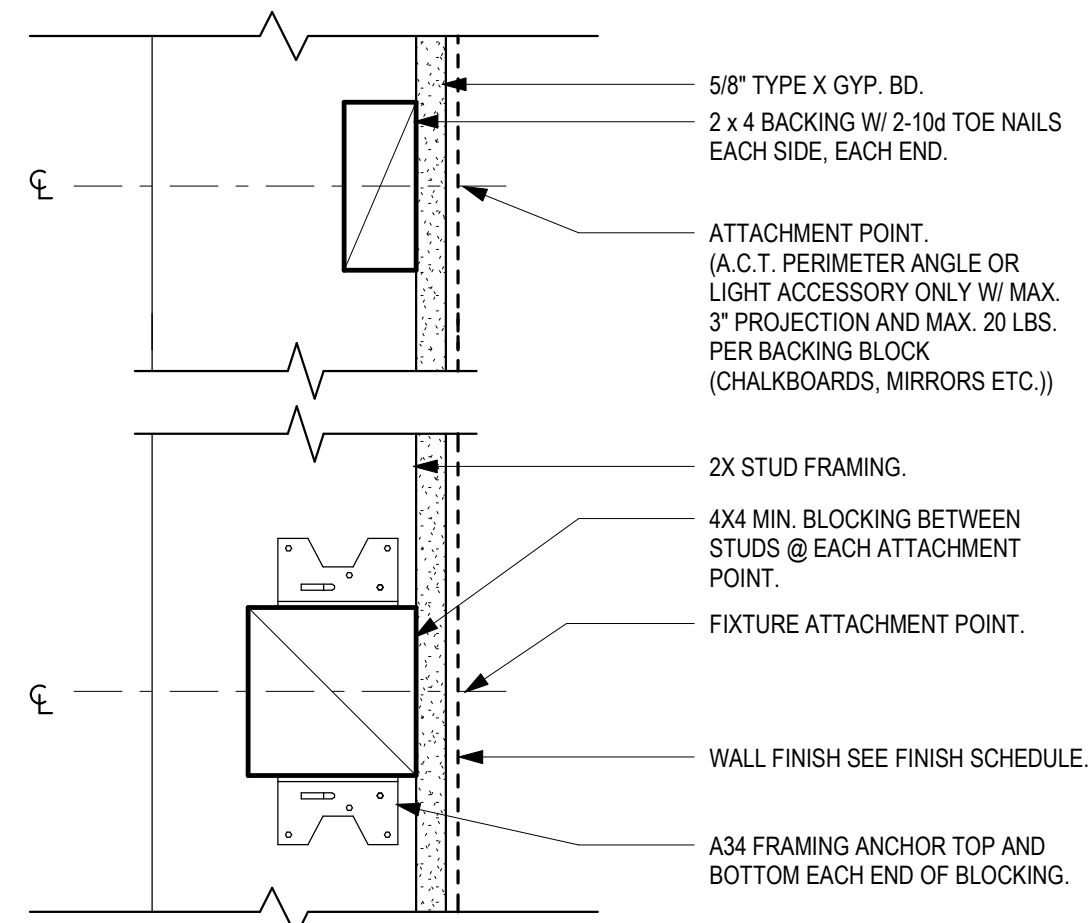 5/8" TYPE X GYP. BD.
2 x 4 BACKING W/ 2-10d TOE NAILS
EACH SIDE, EACH END.
℄
ATTACHMENT POINT.
(A.C.T. PERIMETER ANGLE OR
LIGHT ACCESSORY ONLY W/ MAX.
3" PROJECTION AND MAX. 20 LBS.
PER BACKING BLOCK
(CHALKBOARDS, MIRRORS ETC.))
2X STUD FRAMING.
4X4 MIN. BLOCKING BETWEEN
STUDS @ EACH ATTACHMENT
POINT.
FIXTURE ATTACHMENT POINT.
℄
WALL FINISH SEE FINISH SCHEDULE.
A34 FRAMING ANCHOR TOP AND
BOTTOM EACH END OF BLOCKING.